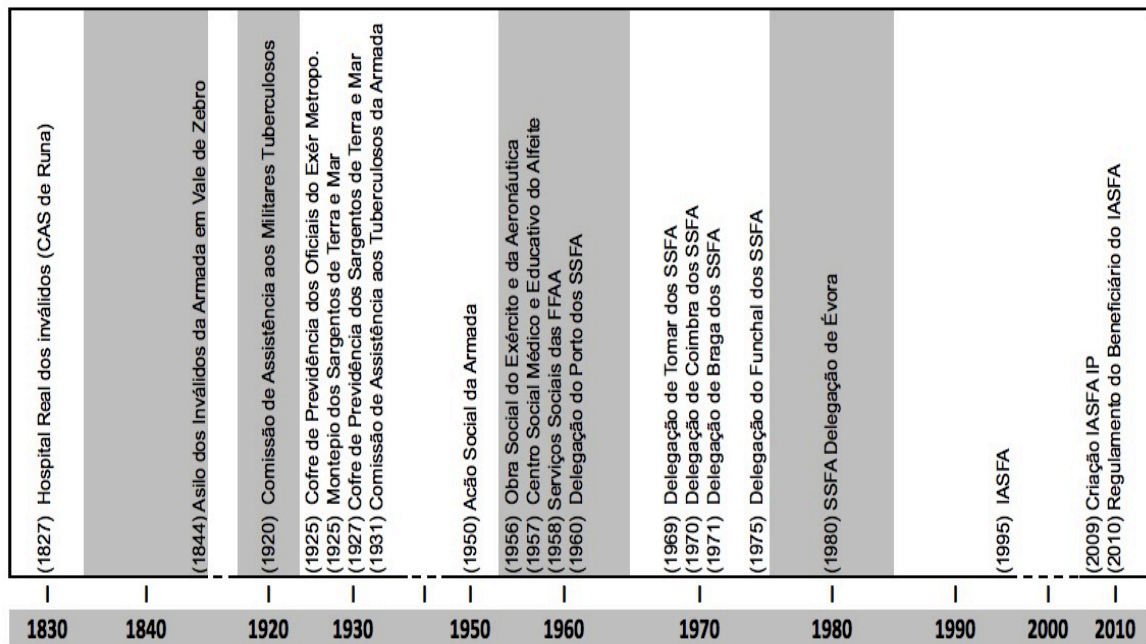 (1827) Hospital Real dos inválidos (CAS de Runa)
(1844) Asilo dos Inválidos da Armada em Vale de Zebro
(1920) Comissão de Assistência aos Militares Tuberculosos
(1925) Cofre de Previdência dos Oficiais do Exér Metropo.
(1925) Montepio dos Sargentos de Terra e Mar
(1927) Cofre de Previdência dos Sargentos de Terra e Mar
(1931) Comissão de Assistência aos Tuberculosos da Armada
(1950) Acão Social da Armada
(1956) Obra Social do Exército e da Aeronáutica
(1957) Centro Social Médico e Educativo do Alfeite
(1958) Serviços Sociais das FFAA
(1960) Delegação do Porto dos SSFA
(1969) Delegação de Tomar dos SSFA
(1970) Delegação de Coimbra dos SSFA
(1971) Delegação de Braga dos SSFA
(1975) Delegação do Funchal dos SSFA
(1980) SSFA Delegação de Évora
(1995) IASFA
(2009) Criação IASFA IP
(2010) Regulamento do Beneficiário do IASFA
1830 1840 1920 1930 1950 1960 1970 1980 1990 2000 2010